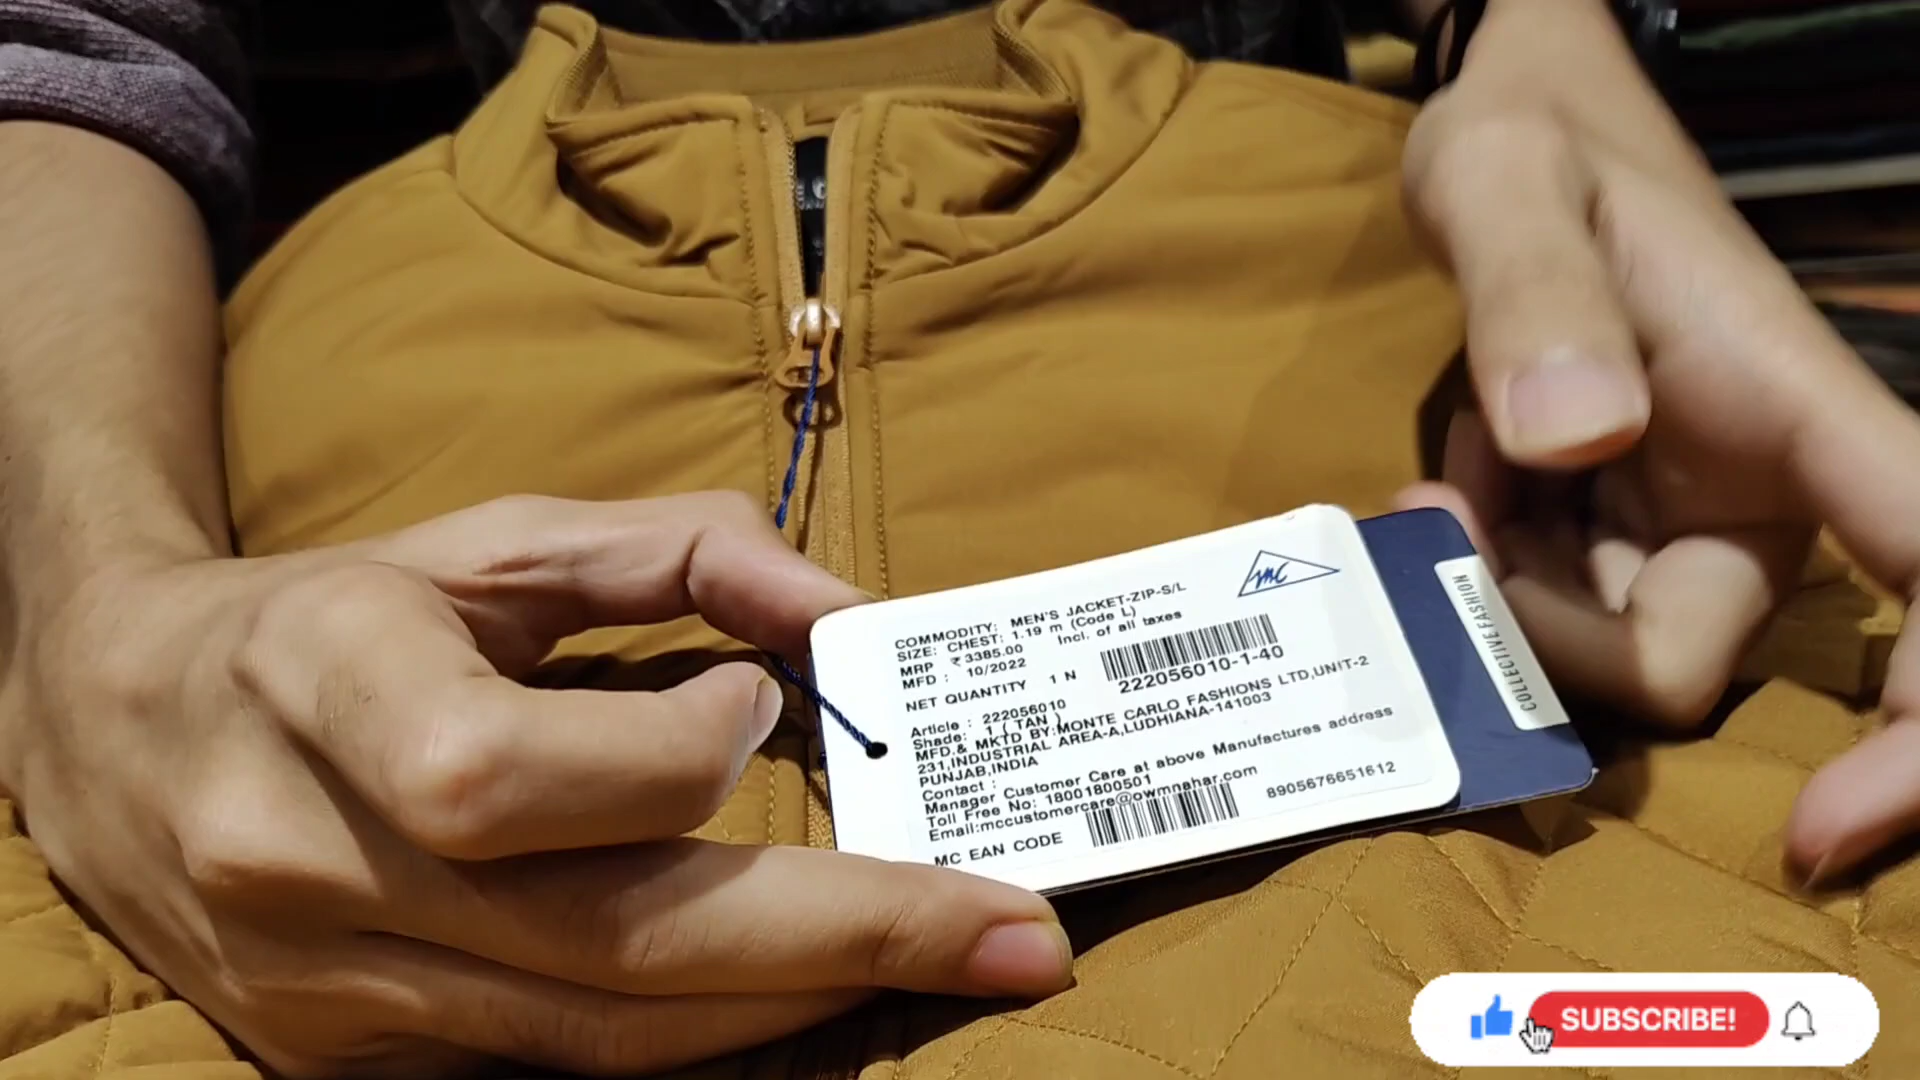 MC
COMMODITY: MEN'S JACKET-ZIP-S/L
SIZE: CHEST: 1.19 m (Code L)
MRP ₹ 3385.00 Incl. of all taxes
MFD : 10/2022
NET QUANTITY 1 N
222056010-1-40
Article : 222056010
Shade: 1 ( TAN )
MFD.& MKTD BY:MONTE CARLO FASHIONS LTD,UNIT-2
231,INDUSTRIAL AREA-A,LUDHIANA-141003
PUNJAB,INDIA
Contact :
Manager Customer Care at above Manufactures address
Toll Free No: 18001800501
Email:mccustomercare@owmnahar.com
MC EAN CODE
8905676651612
COLLECTIVE FASHION
SUBSCRIBE!